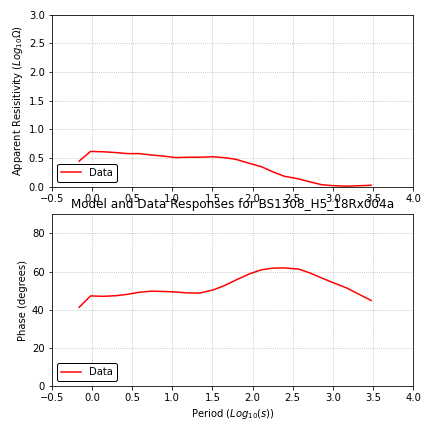 3.0
2.5
2.0
1.5
1.0
0.5
0.0
Apparent Resisitivity (Log10Ω)
Data
−0.5 0.0 0.5 1.0 1.5 2.0 2.5 3.0 3.5 4.0
Model and Data Responses for BS1308_H5_18Rx004a
80
60
40
20
0
Phase (degrees)
Data
−0.5 0.0 0.5 1.0 1.5 2.0 2.5 3.0 3.5 4.0
Period (Log10(s))